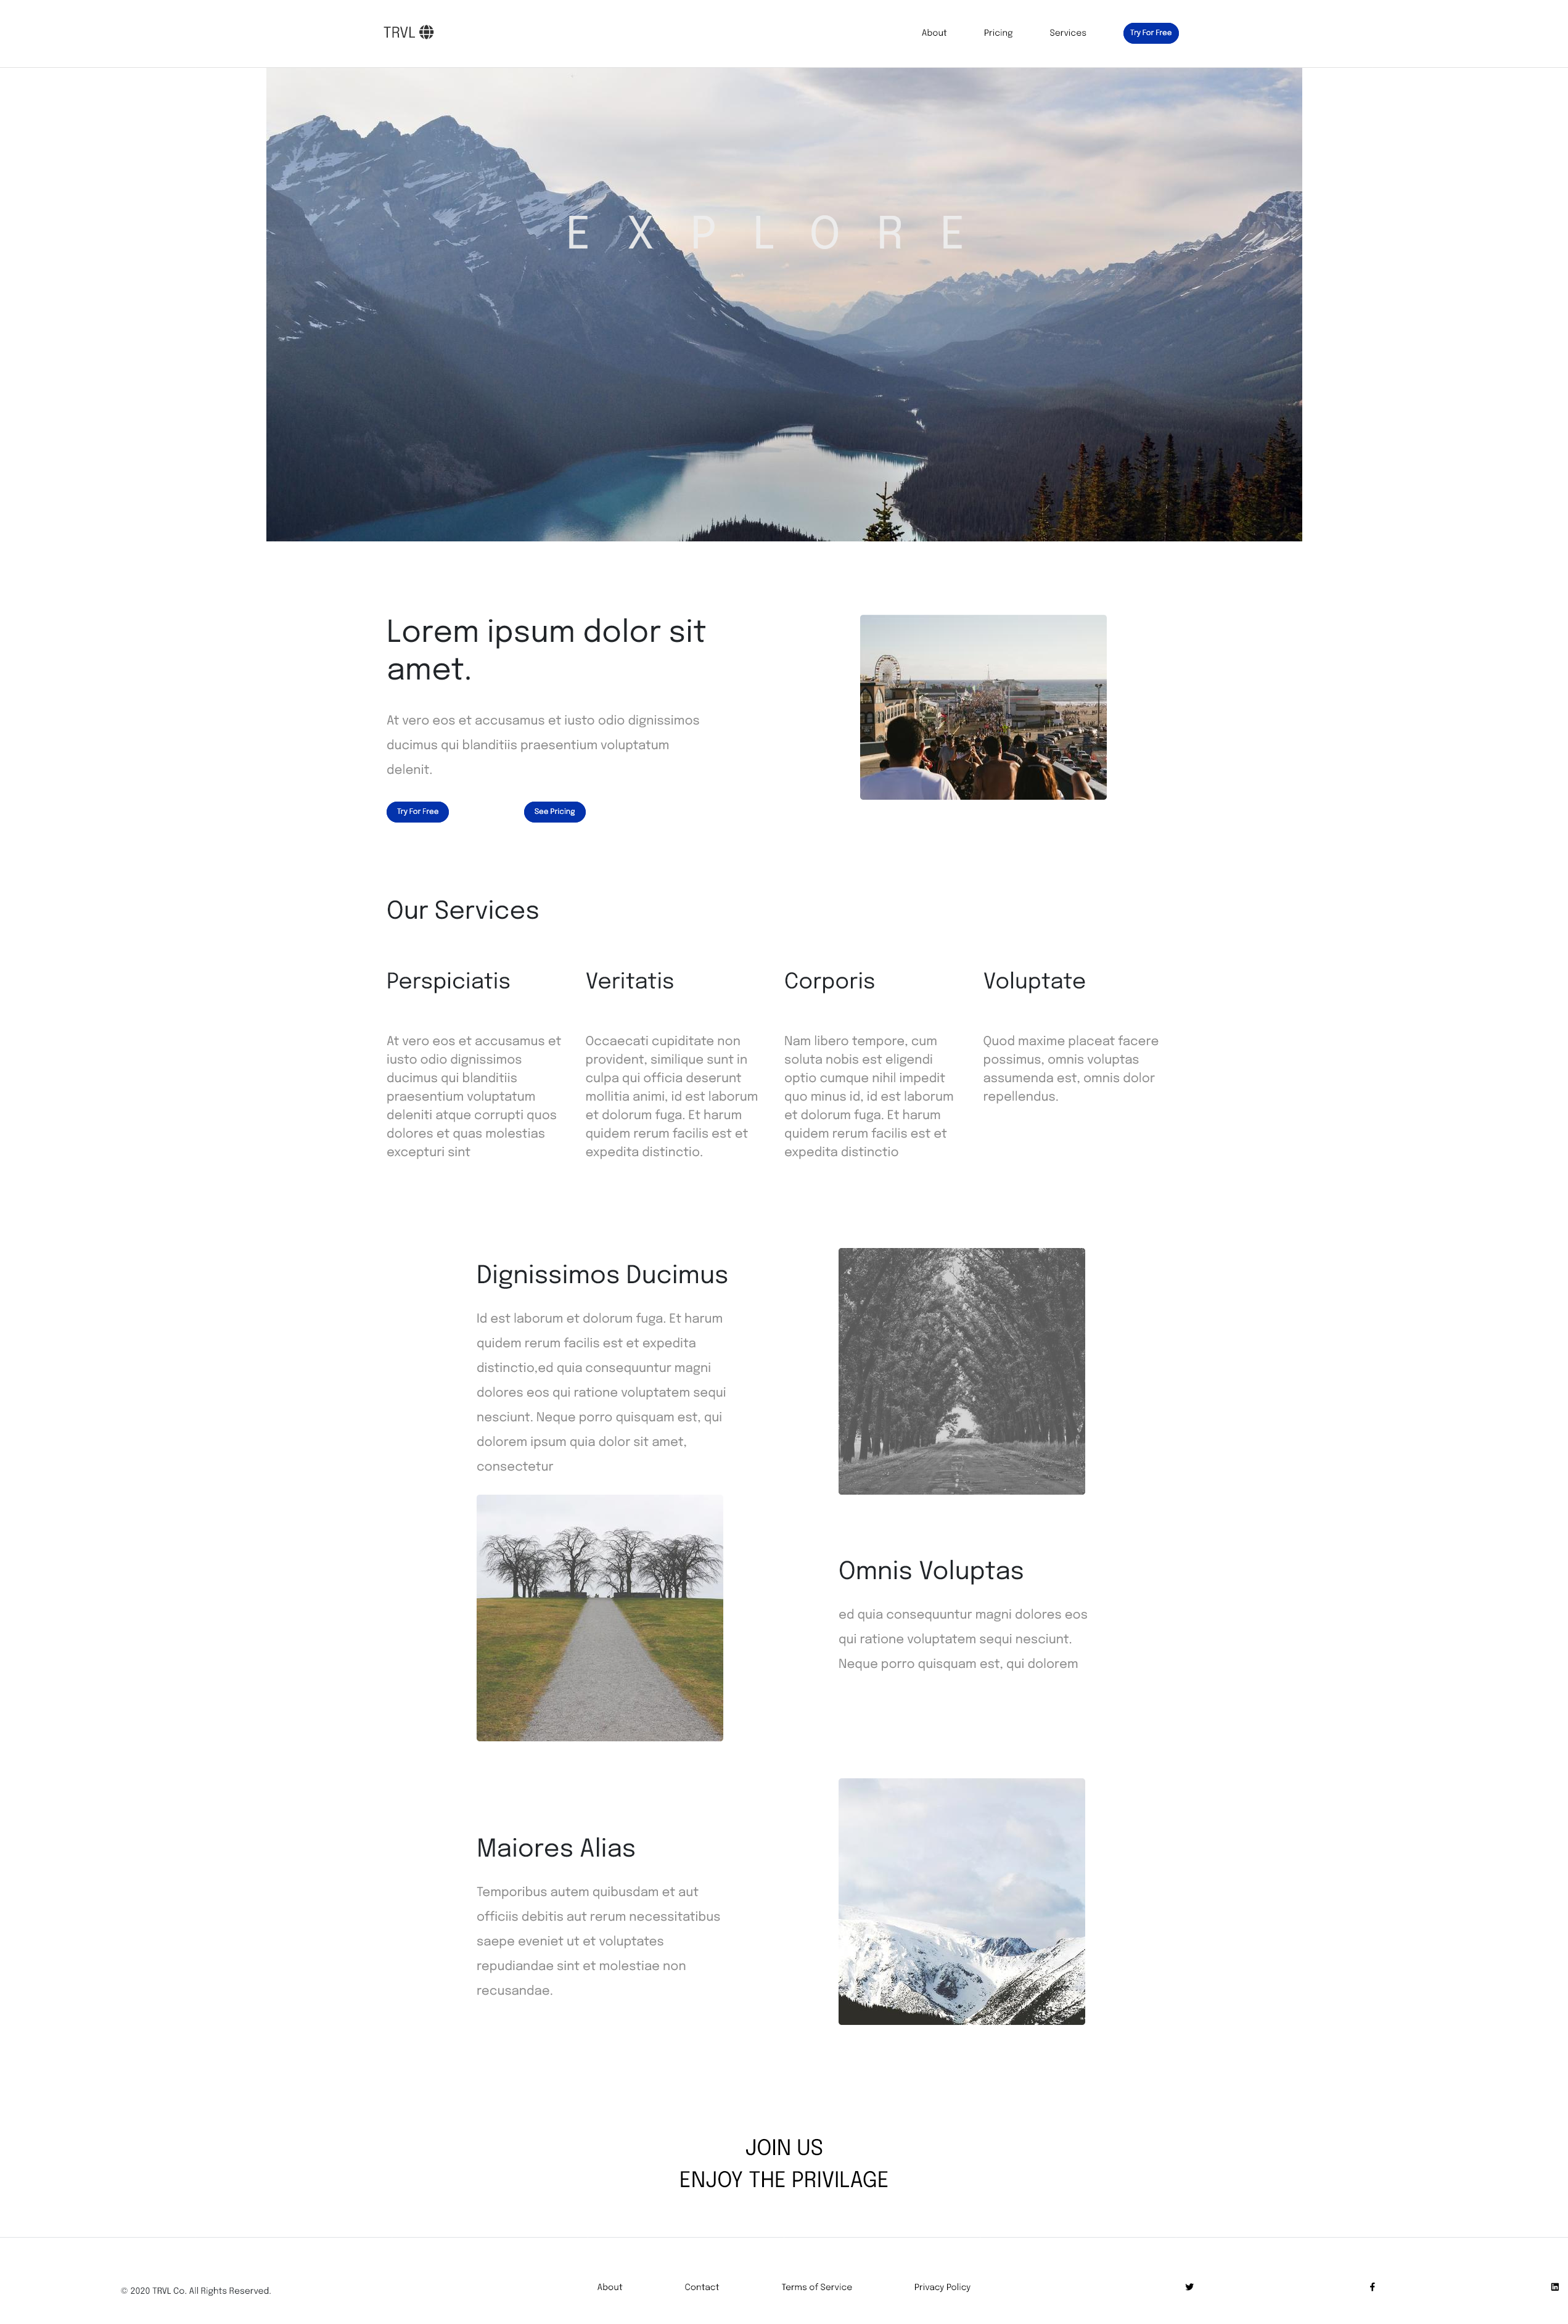 TRVL
About Pricing Services Try For Free
E X P L O R E
Lorem ipsum dolor sit
amet.
At vero eos et accusamus et iusto odio dignissimos
ducimus qui blanditiis praesentium voluptatum
delenit.
Try For Free See Pricing
Our Services
Perspiciatis
At vero eos et accusamus et
iusto odio dignissimos
ducimus qui blanditiis
praesentium voluptatum
deleniti atque corrupti quos
dolores et quas molestias
excepturi sint
Veritatis
Occaecati cupiditate non
provident, similique sunt in
culpa qui officia deserunt
mollitia animi, id est laborum
et dolorum fuga. Et harum
quidem rerum facilis est et
expedita distinctio.
Corporis
Nam libero tempore, cum
soluta nobis est eligendi
optio cumque nihil impedit
quo minus id, id est laborum
et dolorum fuga. Et harum
quidem rerum facilis est et
expedita distinctio
Voluptate
Quod maxime placeat facere
possimus, omnis voluptas
assumenda est, omnis dolor
repellendus.
Dignissimos Ducimus
Id est laborum et dolorum fuga. Et harum
quidem rerum facilis est et expedita
distinctio,ed quia consequuntur magni
dolores eos qui ratione voluptatem sequi
nesciunt. Neque porro quisquam est, qui
dolorem ipsum quia dolor sit amet,
consectetur
Omnis Voluptas
ed quia consequuntur magni dolores eos
qui ratione voluptatem sequi nesciunt.
Neque porro quisquam est, qui dolorem
Maiores Alias
Temporibus autem quibusdam et aut
officiis debitis aut rerum necessitatibus
saepe eveniet ut et voluptates
repudiandae sint et molestiae non
recusandae.
JOIN US
ENJOY THE PRIVILAGE
© 2020 TRVL Co. All Rights Reserved.
About Contact Terms of Service Privacy Policy